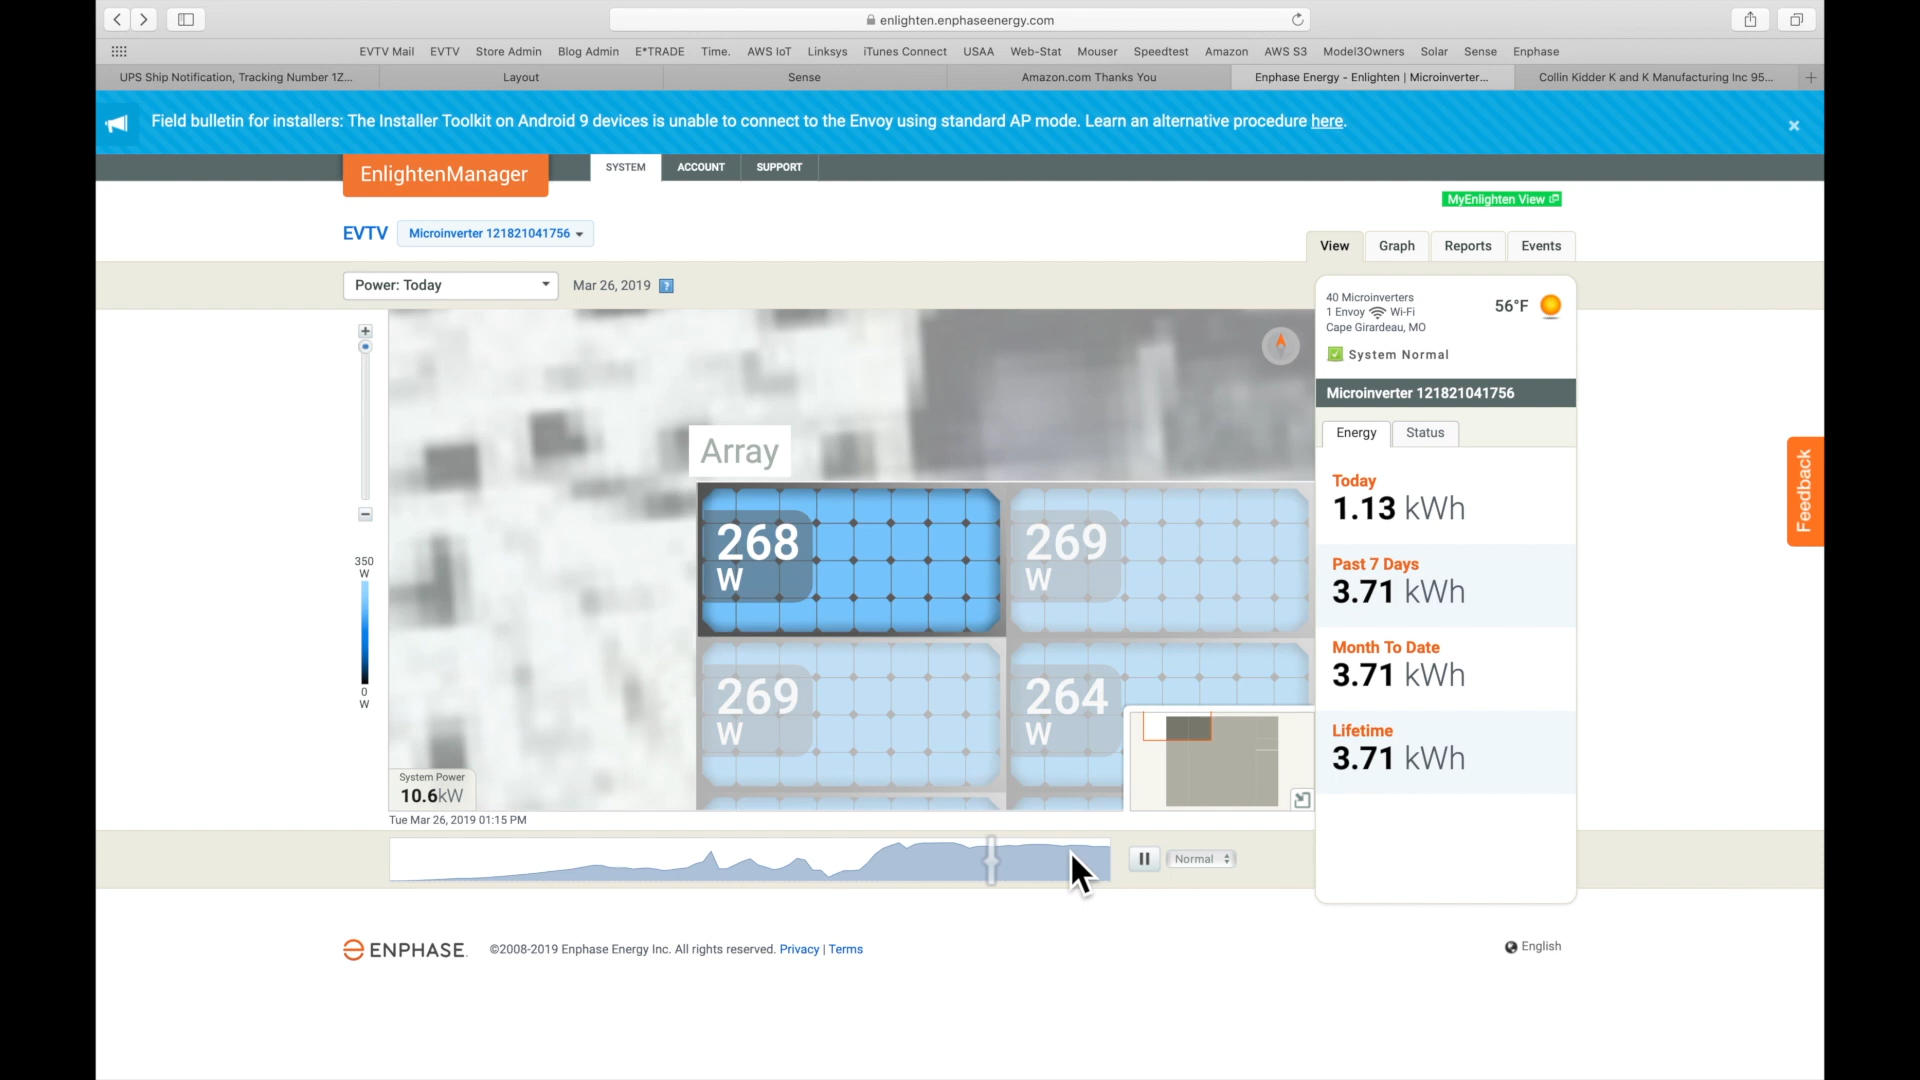 enlighten.enphaseenergy.com
EVTV Mail EVTV Store Admin Blog Admin E*TRADE Time. AWS IoT Linksys iTunes Connect USAA Web-Stat Mouser Speedtest Amazon AWS S3 Model3Owners Solar Sense Enphase
UPS Ship Notification, Tracking Number 1Z... Layout Sense Amazon.com Thanks You Enphase Energy - Enlighten | Microinverter... Collin Kidder K and K Manufacturing Inc 95...
Field bulletin for installers: The Installer Toolkit on Android 9 devices is unable to connect to the Envoy using standard AP mode. Learn an alternative procedure here.
EnlightenManager SYSTEM ACCOUNT SUPPORT
MyEnlighten View
EVTV Microinverter 121821041756
View Graph Reports Events
Power: Today Mar 26, 2019 ?
40 Microinverters
1 Envoy Wi-Fi
Cape Girardeau, MO
56°F
System Normal
Microinverter 121821041756
Energy Status
Today
1.13 kWh
Past 7 Days
3.71 kWh
Month To Date
3.71 kWh
Lifetime
3.71 kWh
350
W
0
W
Array
268
W
269
W
269
W
264
W
System Power
10.6kW
Tue Mar 26, 2019 01:15 PM
Normal
Feedback
ENPHASE. ©2008-2019 Enphase Energy Inc. All rights reserved. Privacy | Terms
English